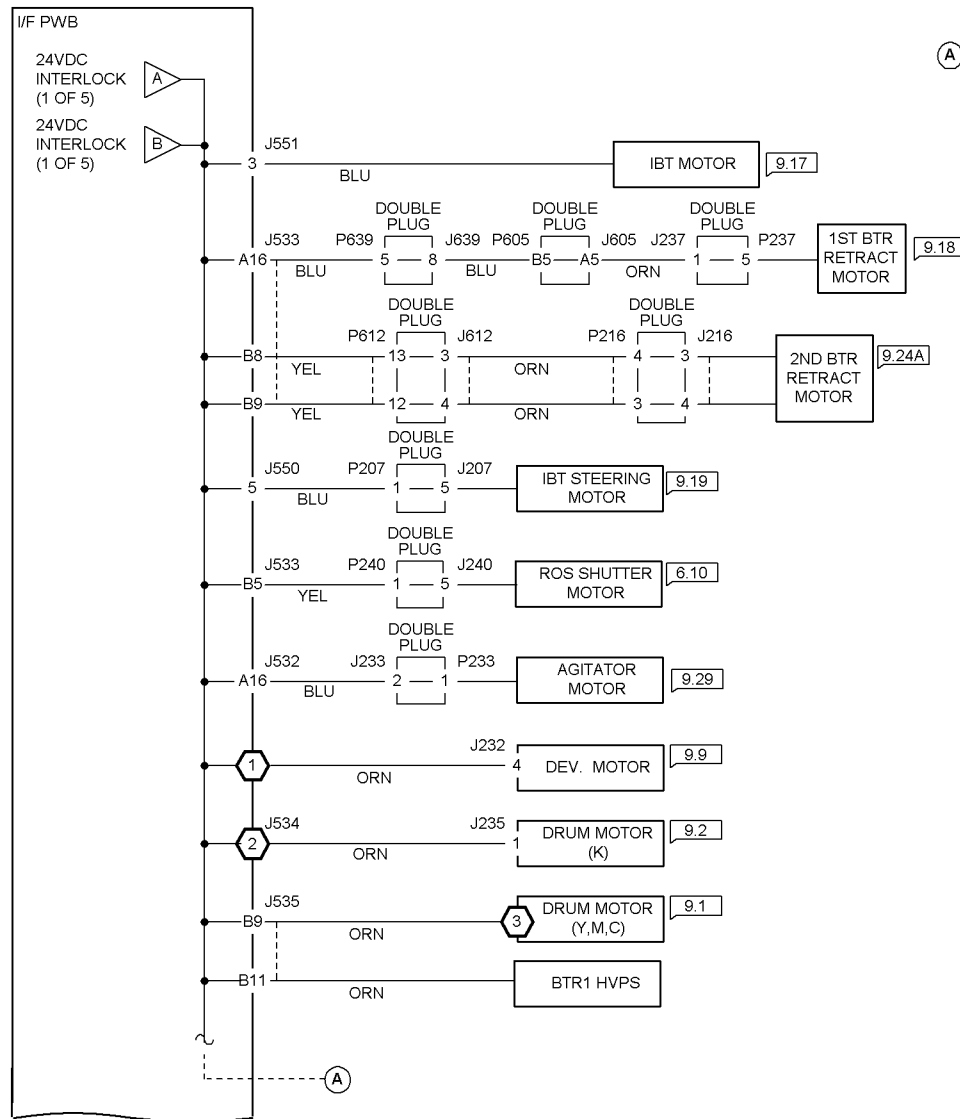 I/F PWB
24VDC
INTERLOCK
(1 OF 5)
A
A
24VDC
INTERLOCK
(1 OF 5)
B
J551
3
BLU
IBT MOTOR
9.17
DOUBLE
PLUG
DOUBLE
PLUG
DOUBLE
PLUG
J533 P639 J639 P605 J605 J237 P237
A16 BLU 5 8 BLU B5 A5 ORN 1 5
1ST BTR
RETRACT
MOTOR
9.18
DOUBLE
PLUG
DOUBLE
PLUG
P612 J612 P216 J216
B8 YEL 13 3 ORN 4 3
B9 YEL 12 4 ORN 3 4
2ND BTR
RETRACT
MOTOR
9.24A
DOUBLE
PLUG
J550 P207 J207
5 BLU 1 5
IBT STEERING
MOTOR
9.19
DOUBLE
PLUG
J533 P240 J240
B5 YEL 1 5
ROS SHUTTER
MOTOR
6.10
DOUBLE
PLUG
J532 J233 P233
A16 BLU 2 1
AGITATOR
MOTOR
9.29
J232
1 ORN 4
DEV. MOTOR
9.9
J534 J235
2 ORN 1
DRUM MOTOR
(K)
9.2
J535
B9 ORN 3
DRUM MOTOR
(Y,M,C)
9.1
B11 ORN
BTR1 HVPS
A